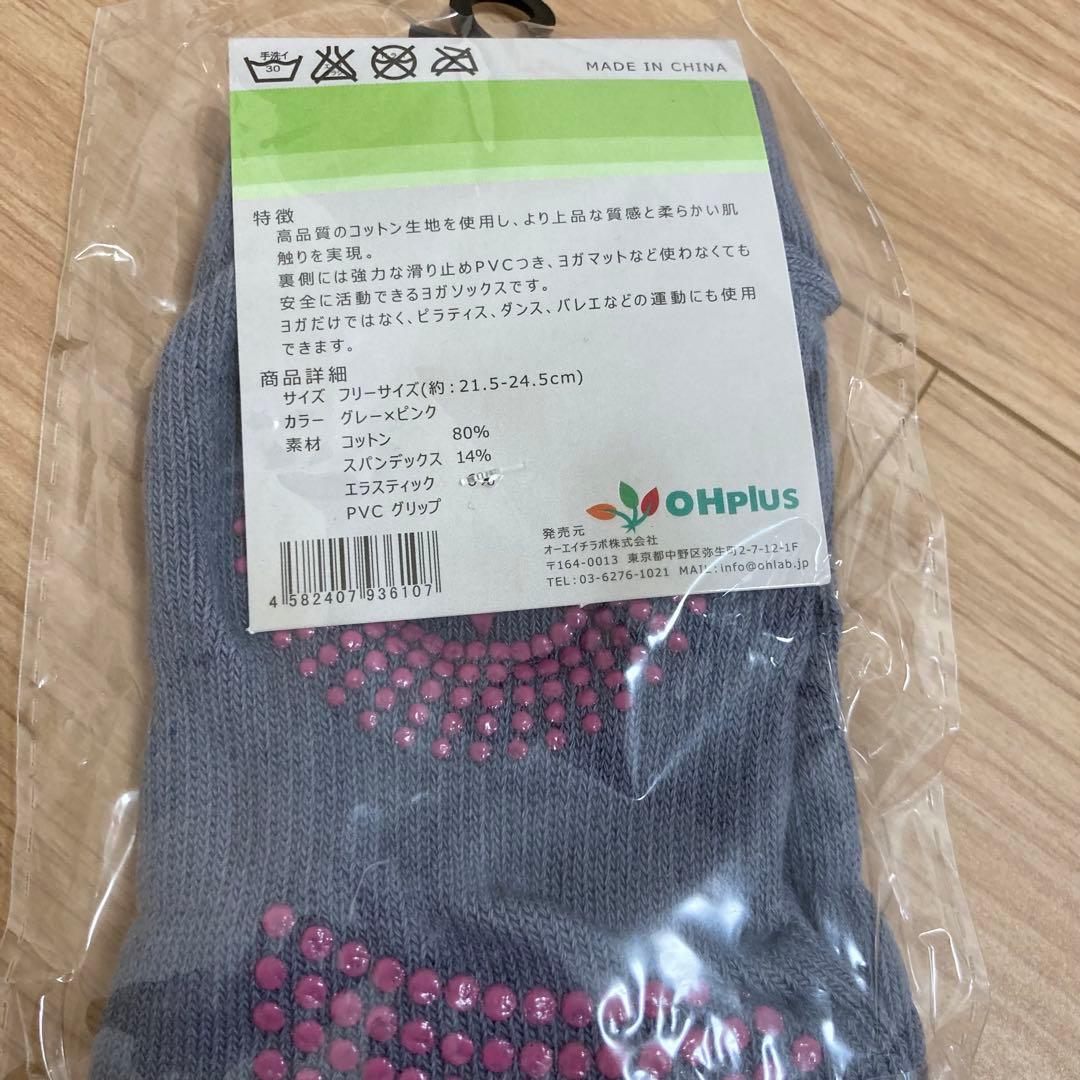 手洗イ
30
MADE IN CHINA
特徴
高品質のコットン生地を使用し、より上品な質感と柔らかい肌
触りを実現。
裏側には強力な滑り止めPVCつき、ヨガマットなど使わなくても
安全に活動できるヨガソックスです。
ヨガだけではなく、ピラティス、ダンス、バレエなどの運動にも使用
できます。
商品詳細
サイズ フリーサイズ(約:21.5-24.5cm)
カラー グレー×ピンク
素材 コットン 80%
スパンデックス 14%
エラスティック 6%
PVC グリップ
OHplus
発売元
オーエイチラボ株式会社
〒164-0013 東京都中野区弥生町2-7-12-1F
TEL:03-6276-1021 MAIL:info@ohlab.jp
4 582407 936107